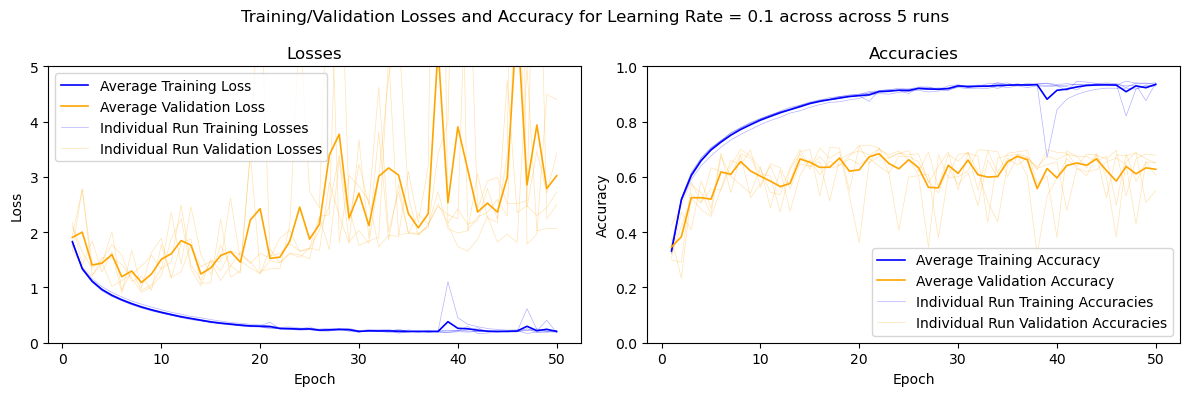 Training/Validation Losses and Accuracy for Learning Rate = 0.1 across across 5 runs
Losses
Average Training Loss
Average Validation Loss
Individual Run Training Losses
Individual Run Validation Losses
5
4
3
2
1
0
Loss
0 10 20 30 40 50
Epoch
Accuracies
1.0
0.8
0.6
0.4
0.2
0.0
Accuracy
Average Training Accuracy
Average Validation Accuracy
Individual Run Training Accuracies
Individual Run Validation Accuracies
0 10 20 30 40 50
Epoch